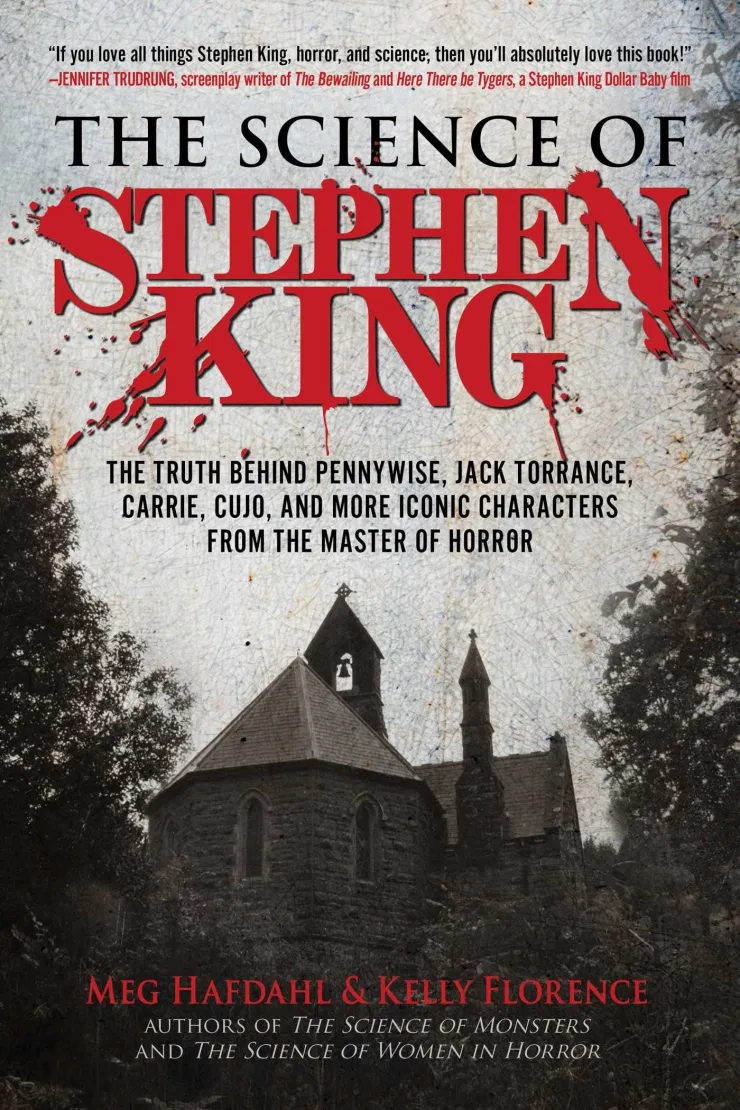 “If you love all things Stephen King, horror, and science; then you’ll absolutely love this book!”
—JENNIFER TRUDRUNG, screenplay writer of The Bewailing and Here There be Tygers, a Stephen King Dollar Baby film
THE SCIENCE OF
STEPHEN
KING
THE TRUTH BEHIND PENNYWISE, JACK TORRANCE,
CARRIE, CUJO, AND MORE ICONIC CHARACTERS
FROM THE MASTER OF HORROR
MEG HAFDAHL & KELLY FLORENCE
AUTHORS OF THE SCIENCE OF MONSTERS
AND THE SCIENCE OF WOMEN IN HORROR